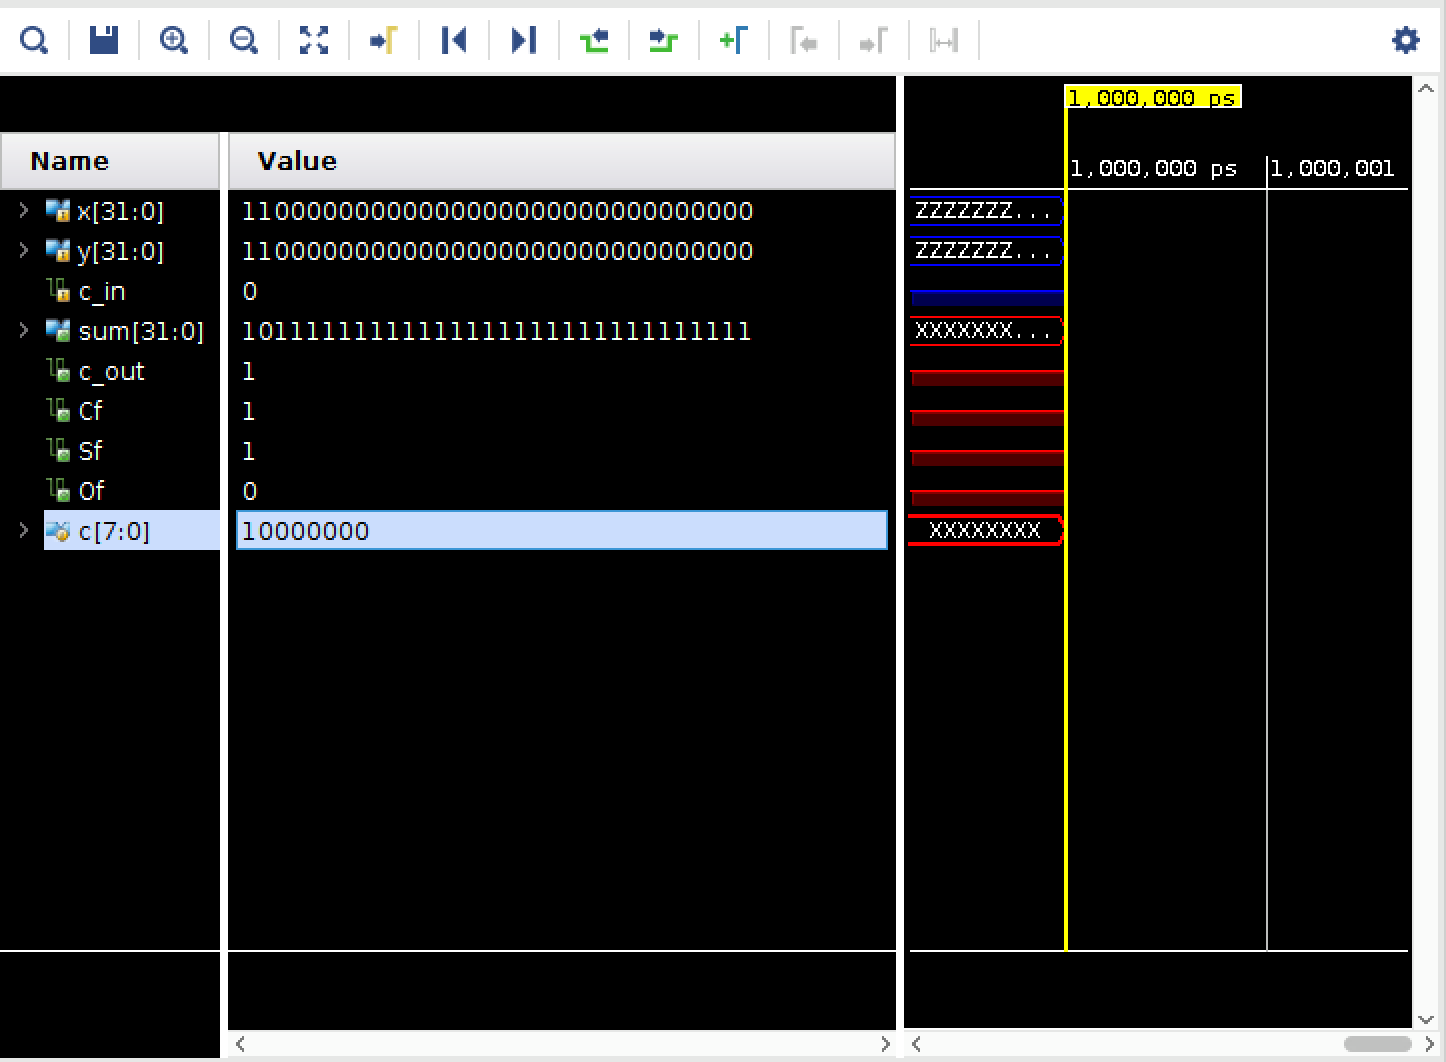 1,000,000 ps
Name Value 1,000,000 ps 1,000,001
x[31:0] 11000000000000000000000000000000 ZZZZZZZ...
y[31:0] 11000000000000000000000000000000 ZZZZZZZ...
c_in 0
sum[31:0] 10111111111111111111111111111111 XXXXXXX...
c_out 1
Cf 1
Sf 1
Of 0
c[7:0] 10000000 XXXXXXXX